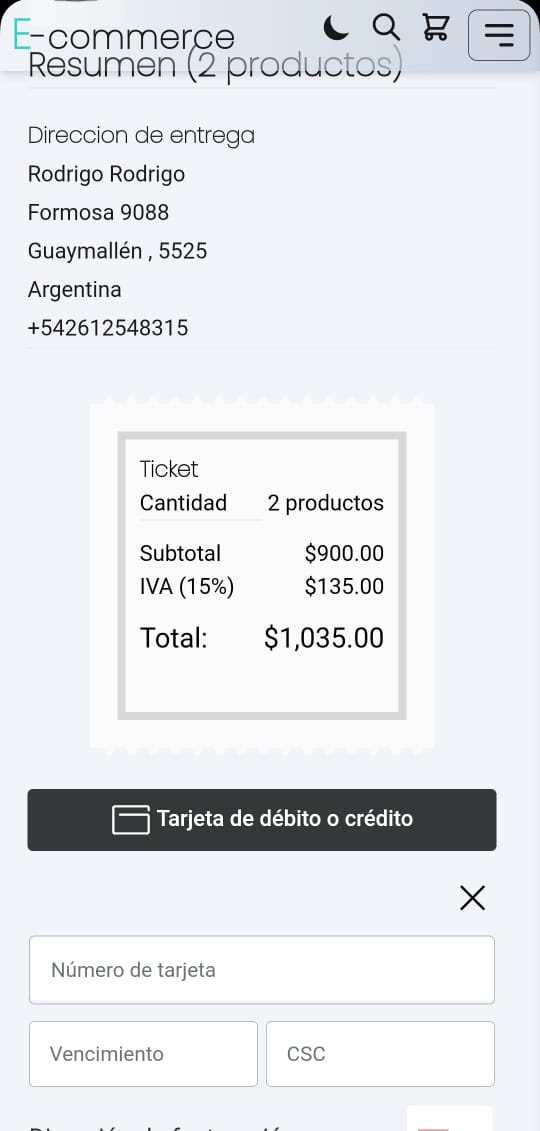 E-commerce
Resumen (2 productos)
Direccion de entrega
Rodrigo Rodrigo
Formosa 9088
Guaymallén , 5525
Argentina
+542612548315
Ticket
Cantidad 2 productos
Subtotal $900.00
IVA (15%) $135.00
Total: $1,035.00
Tarjeta de débito o crédito
Número de tarjeta
Vencimiento CSC